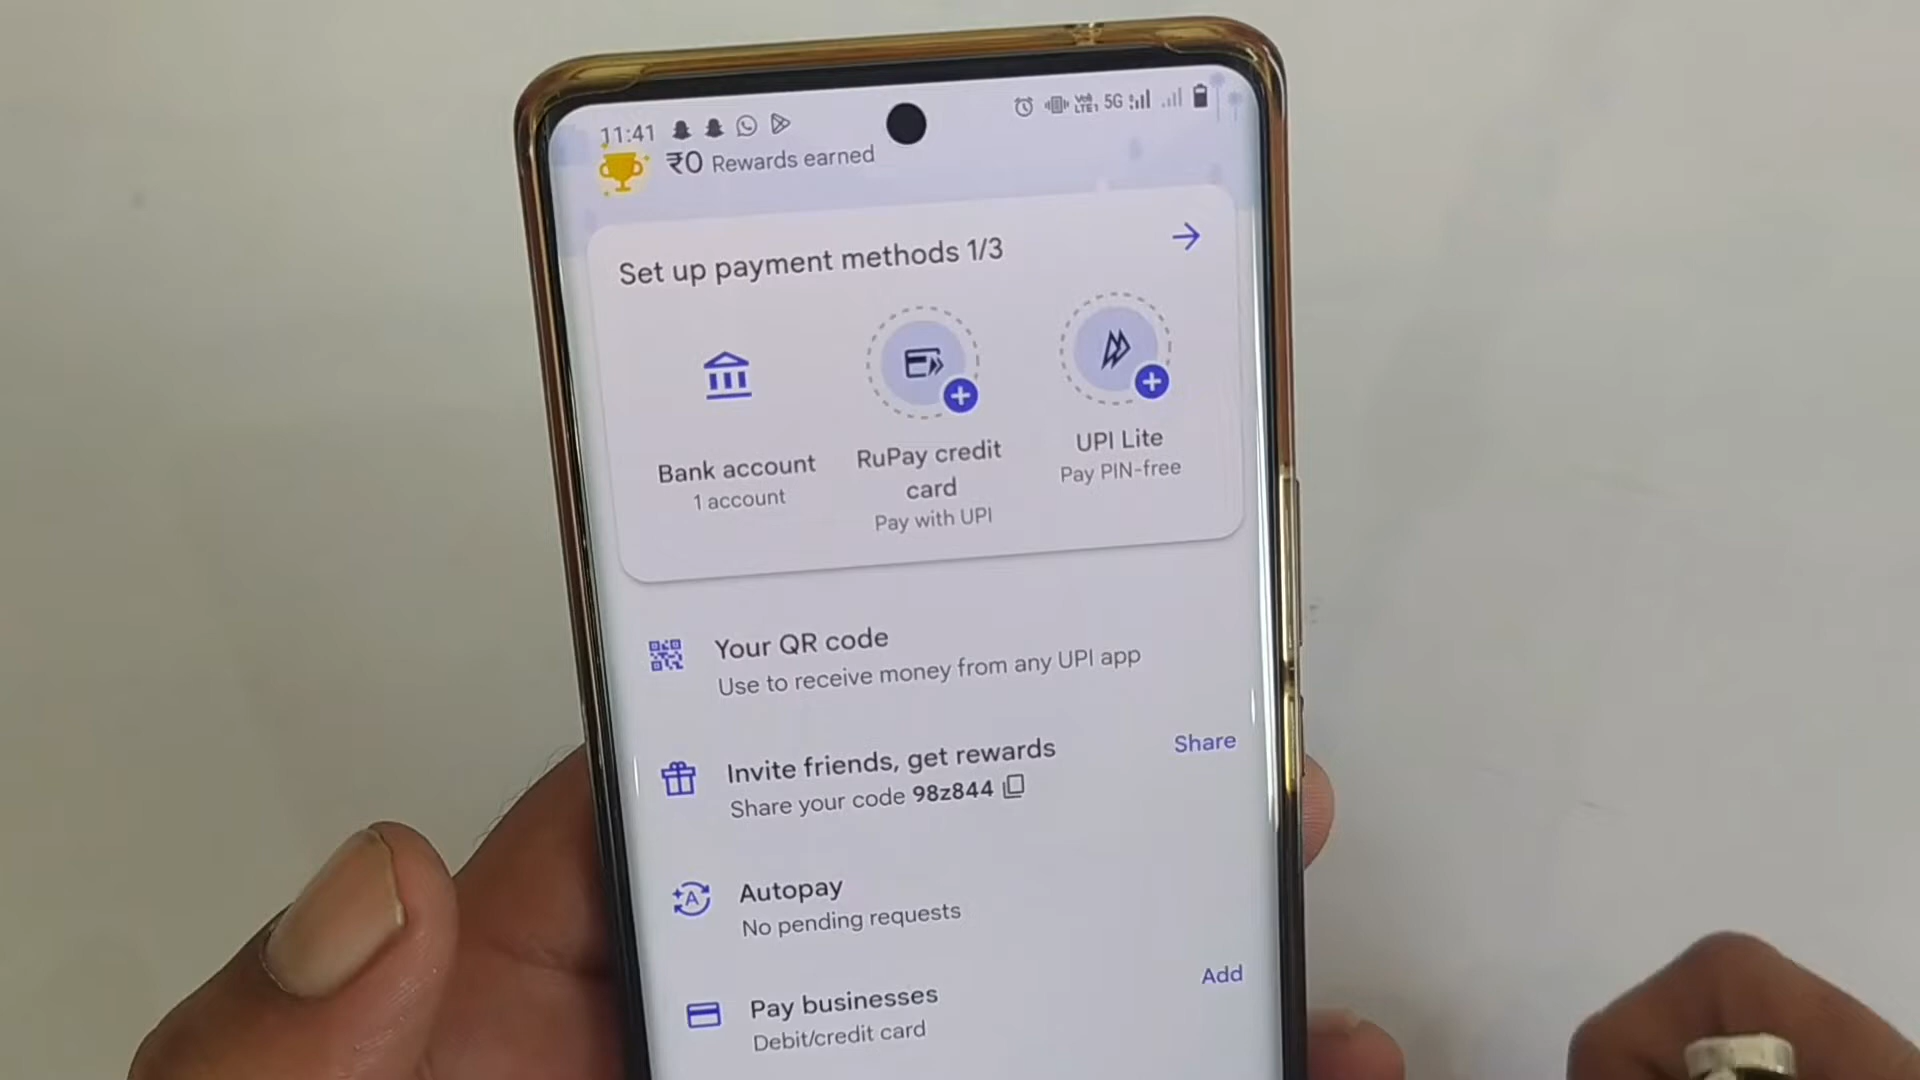 11:41 Vo) LTE1 5G
₹0 Rewards earned
Set up payment methods 1/3
Bank account
1 account
RuPay credit
card
Pay with UPI
UPI Lite
Pay PIN-free
Your QR code
Use to receive money from any UPI app
Invite friends, get rewards
Share your code 98z844
Share
Autopay
No pending requests
Pay businesses
Debit/credit card
Add